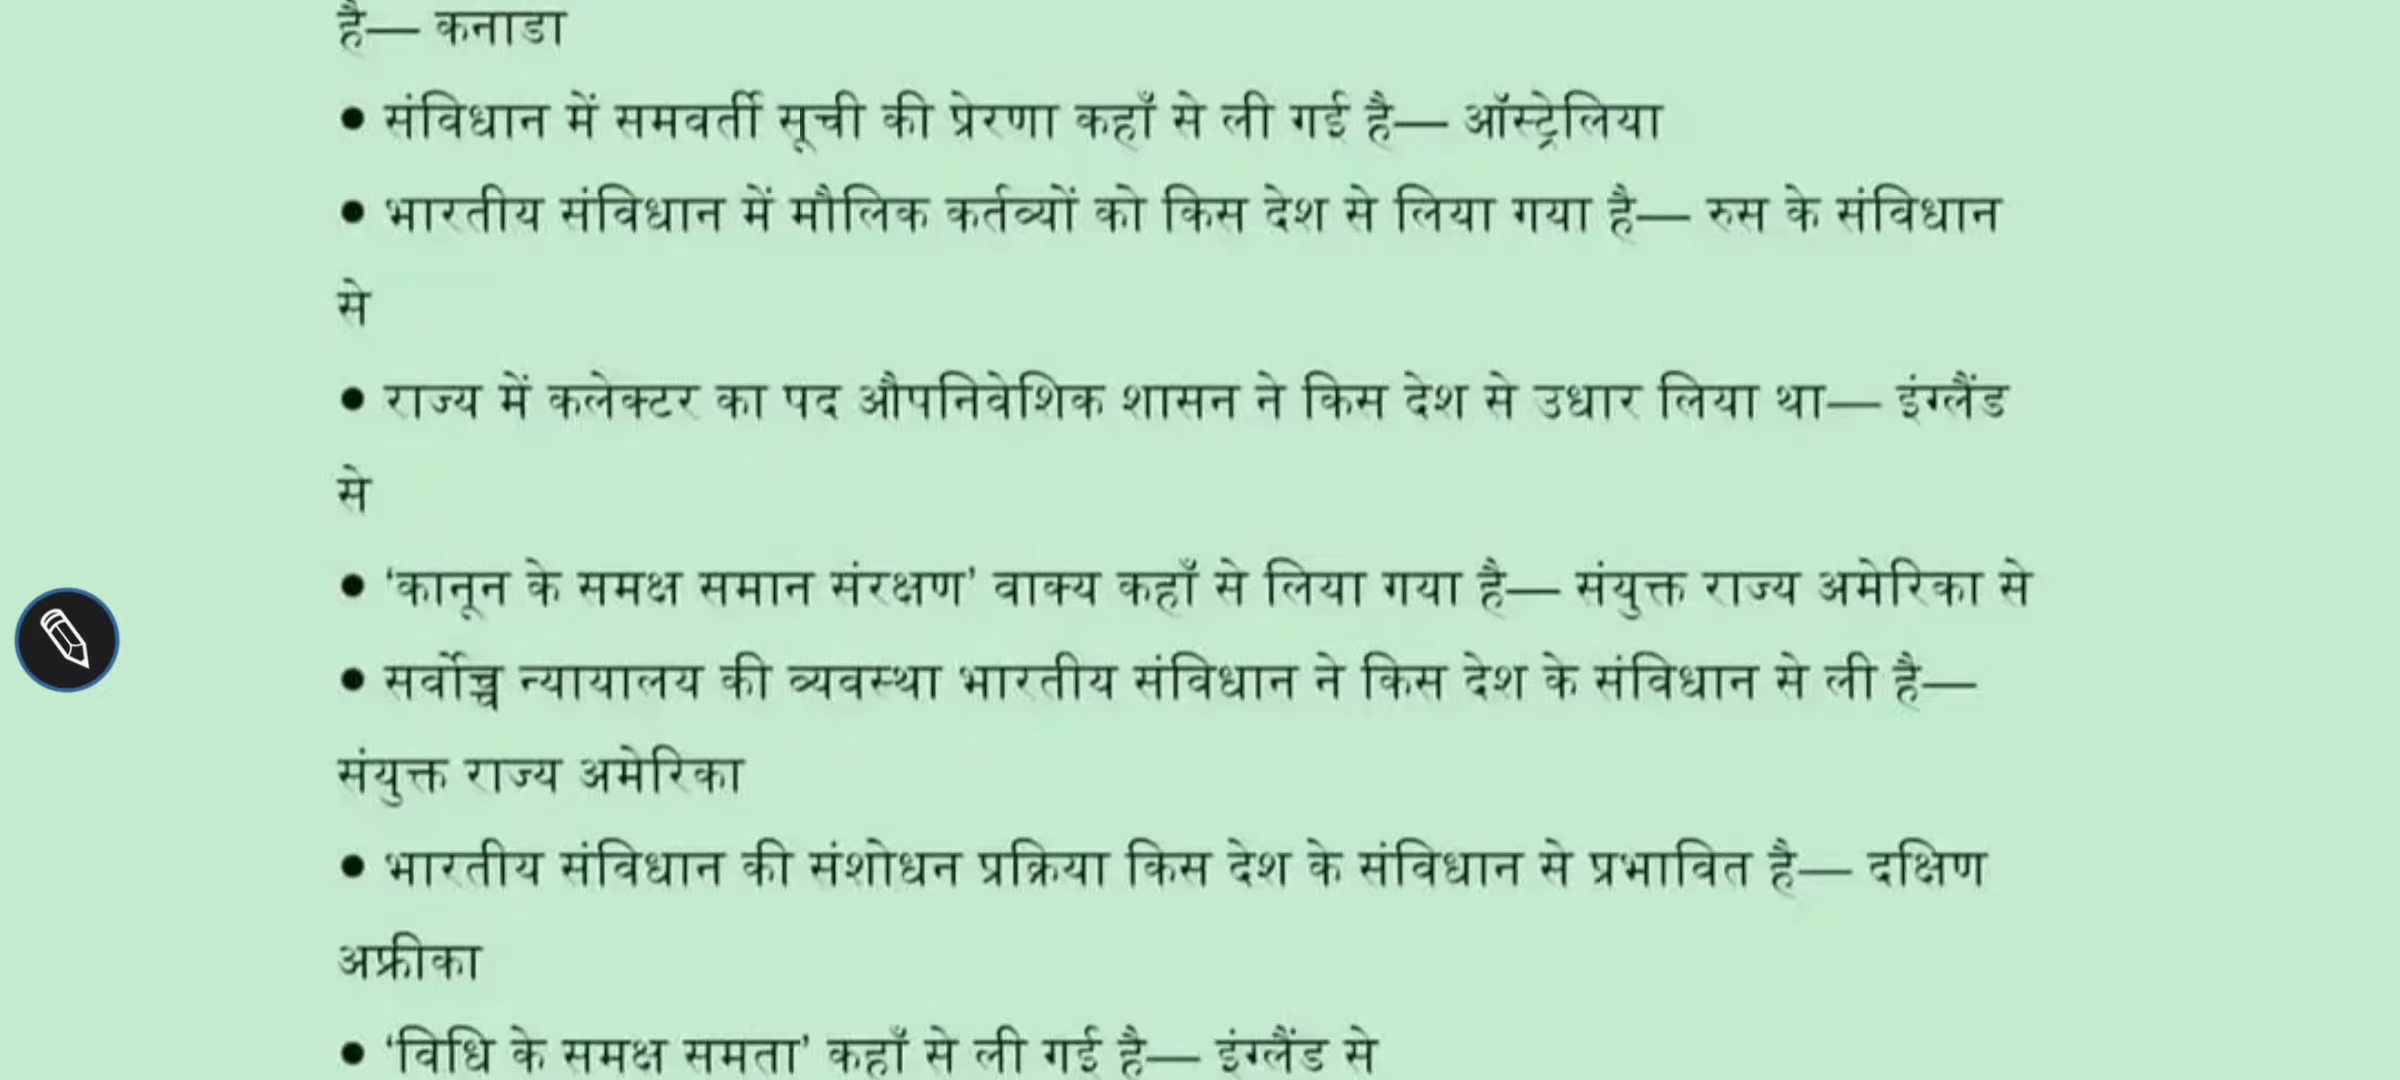 है— कनाडा
● संविधान में समवर्ती सूची की प्रेरणा कहाँ से ली गई है— ऑस्ट्रेलिया
● भारतीय संविधान में मौलिक कर्तव्यों को किस देश से लिया गया है— रुस के संविधान
से
● राज्य में कलेक्टर का पद औपनिवेशिक शासन ने किस देश से उधार लिया था— इंग्लैंड
से
● ‘कानून के समक्ष समान संरक्षण’ वाक्य कहाँ से लिया गया है— संयुक्त राज्य अमेरिका से
● सर्वोच्च न्यायालय की व्यवस्था भारतीय संविधान ने किस देश के संविधान से ली है—
संयुक्त राज्य अमेरिका
● भारतीय संविधान की संशोधन प्रक्रिया किस देश के संविधान से प्रभावित है— दक्षिण
अफ्रीका
● ‘विधि के समक्ष समता’ कहाँ से ली गई है— इंग्लैंड से